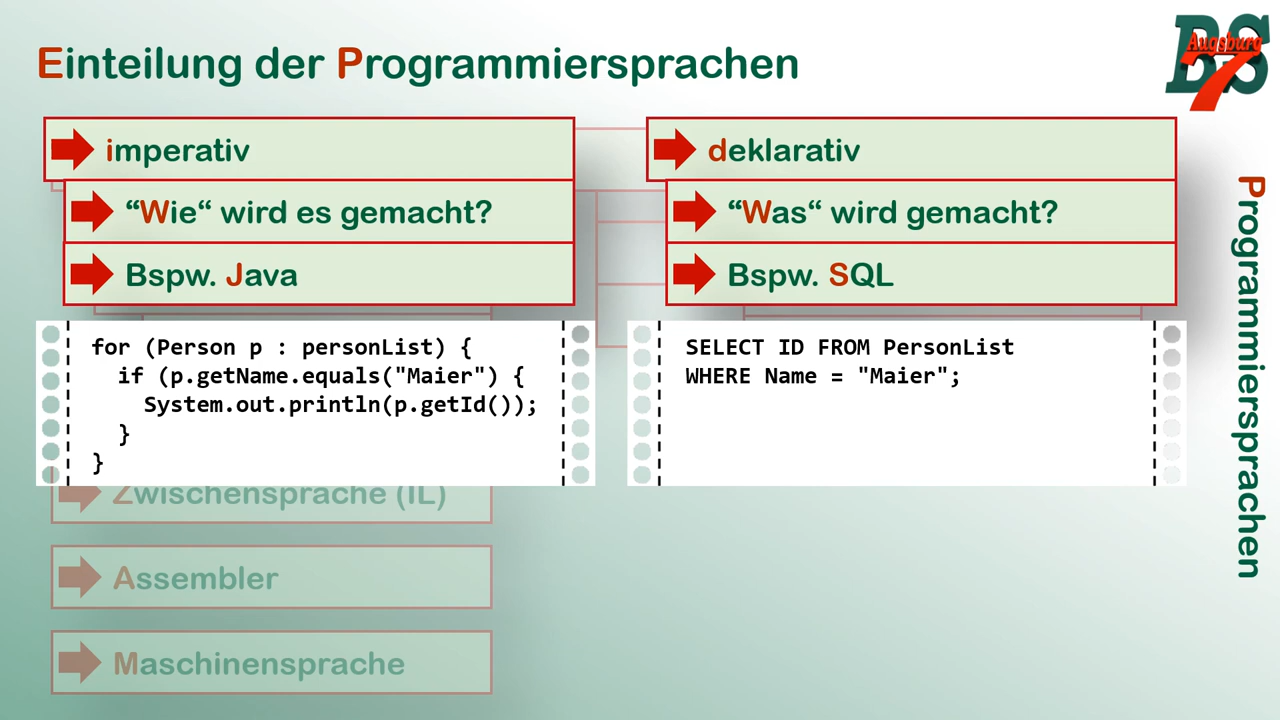 Einteilung der Programmiersprachen
BS
Augsburg
7
imperativ
“Wie“ wird es gemacht?
Bspw. Java
for (Person p : personList) {
if (p.getName.equals("Maier") {
System.out.println(p.getId());
}
}
deklarativ
“Was“ wird gemacht?
Bspw. SQL
SELECT ID FROM PersonList
WHERE Name = "Maier";
Zwischensprache (IL)
Assembler
Maschinensprache
Programmiersprachen